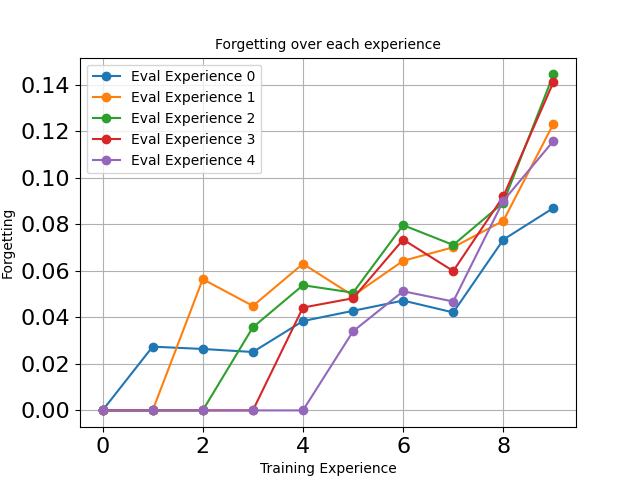 Forgetting over each experience
Eval Experience 0
Eval Experience 1
Eval Experience 2
Eval Experience 3
Eval Experience 4
0.14
0.12
0.10
0.08
0.06
0.04
0.02
0.00
Forgetting
0 2 4 6 8
Training Experience